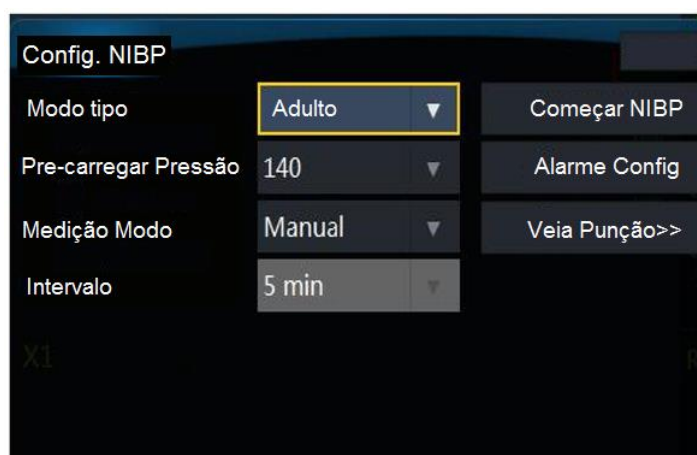 Config. NIBP
Modo tipo Adulto ▼ Começar NIBP
Pre-carregar Pressão 140 ▼ Alarme Config
Medição Modo Manual ▼ Veia Punção>>
Intervalo 5 min ▼
X1